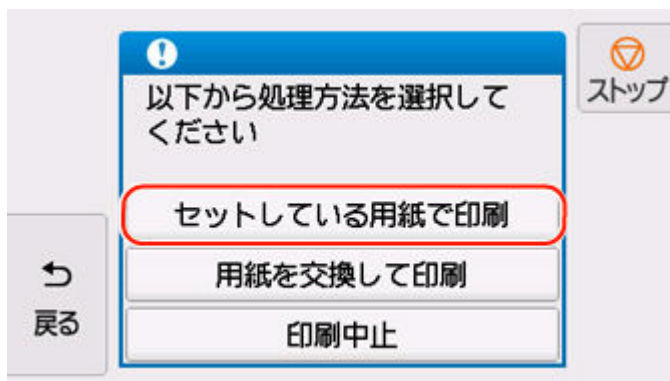 以下から処理方法を選択して
ください
セットしている用紙で印刷
用紙を交換して印刷
印刷中止
戻る
ストップ